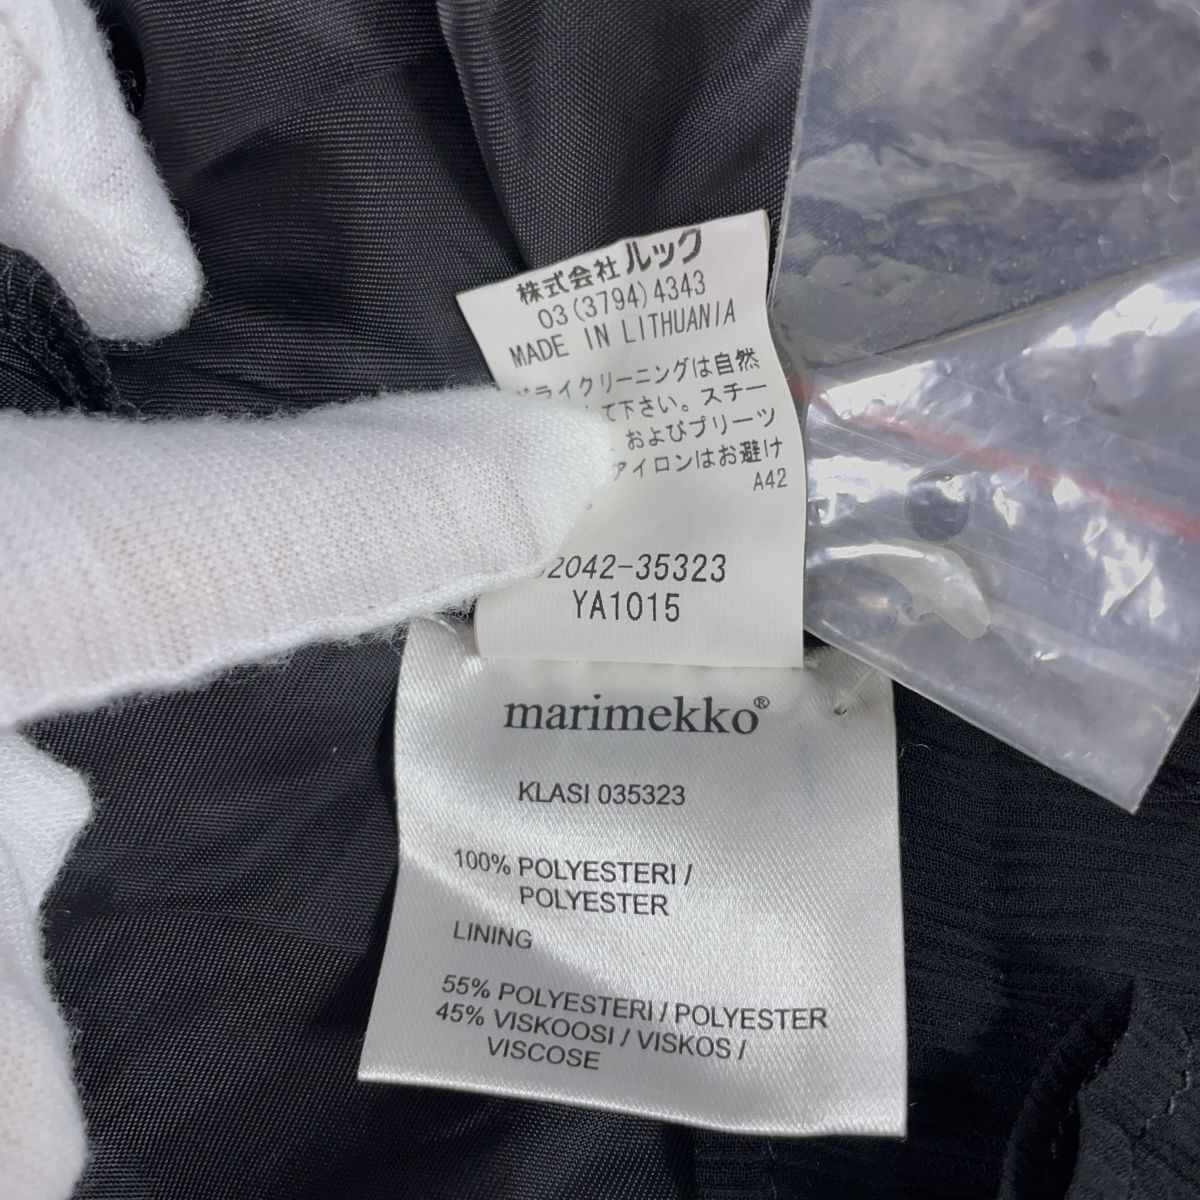 株式会社ルック
03(3794)4343
MADE IN LITHUANIA
ドライクリーニングは自然
て下さい。スチー
およびプリーツ
アイロンはお避け
A42
2042-35323
YA1015
marimekko®
KLASI 035323
100% POLYESTERI /
POLYESTER
LINING
55% POLYESTERI / POLYESTER
45% VISKOOSI / VISKOS /
VISCOSE